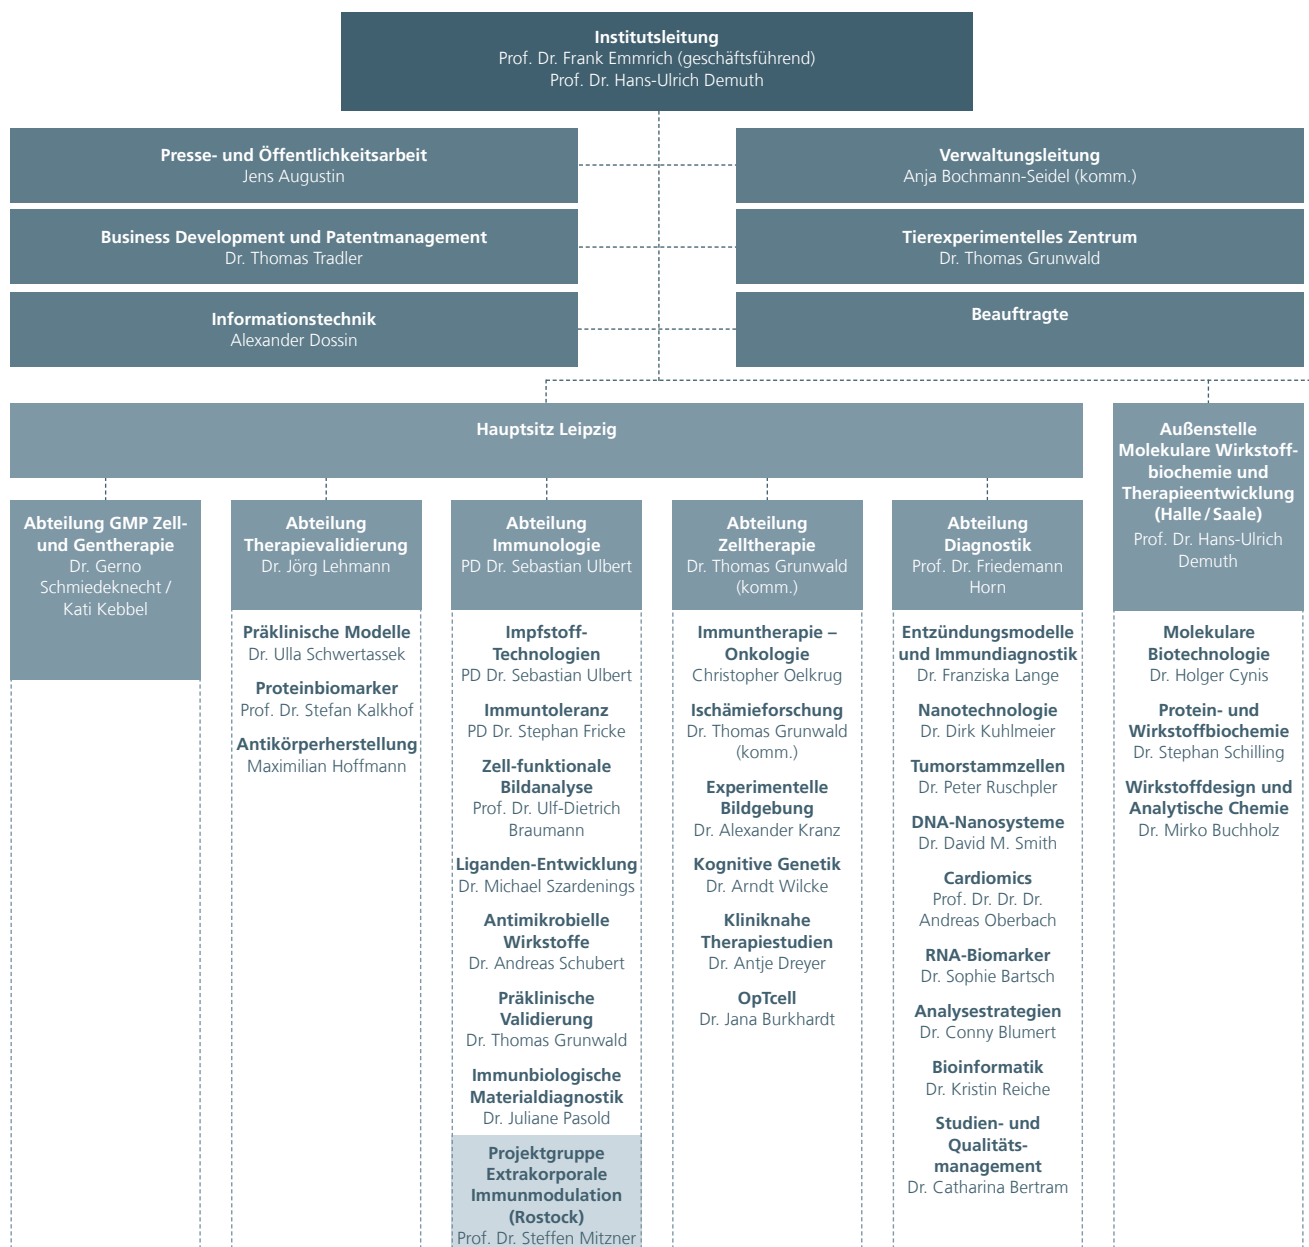 Institutsleitung
Prof. Dr. Frank Emmrich (geschäftsführend)
Prof. Dr. Hans-Ulrich Demuth
Presse- und Öffentlichkeitsarbeit
Jens Augustin
Verwaltungsleitung
Anja Bochmann-Seidel (komm.)
Business Development und Patentmanagement
Dr. Thomas Tradler
Tierexperimentelles Zentrum
Dr. Thomas Grunwald
Informationstechnik
Alexander Dossin
Beauftragte
Hauptsitz Leipzig
Abteilung GMP Zell-
und Gentherapie
Dr. Gerno
Schmiedeknecht /
Kati Kebbel
Abteilung
Therapievalidierung
Dr. Jörg Lehmann
Präklinische Modelle
Dr. Ulla Schwertassek
Proteinbiomarker
Prof. Dr. Stefan Kalkhof
Antikörperherstellung
Maximilian Hoffmann
Abteilung
Immunologie
PD Dr. Sebastian Ulbert
Impfstoff-
Technologien
PD Dr. Sebastian Ulbert
Immuntoleranz
PD Dr. Stephan Fricke
Zell-funktionale
Bildanalyse
Prof. Dr. Ulf-Dietrich
Braumann
Liganden-Entwicklung
Dr. Michael Szardenings
Antimikrobielle
Wirkstoffe
Dr. Andreas Schubert
Präklinische
Validierung
Dr. Thomas Grunwald
Immunbiologische
Materialdiagnostik
Dr. Juliane Pasold
Projektgruppe
Extrakorporale
Immunmodulation
(Rostock)
Prof. Dr. Steffen Mitzner
Abteilung
Zelltherapie
Dr. Thomas Grunwald
(komm.)
Immuntherapie –
Onkologie
Christopher Oelkrug
Ischämieforschung
Dr. Thomas Grunwald
(komm.)
Experimentelle
Bildgebung
Dr. Alexander Kranz
Kognitive Genetik
Dr. Arndt Wilcke
Kliniknahe
Therapiestudien
Dr. Antje Dreyer
OpTcell
Dr. Jana Burkhardt
Abteilung
Diagnostik
Prof. Dr. Friedemann
Horn
Entzündungsmodelle
und Immundiagnostik
Dr. Franziska Lange
Nanotechnologie
Dr. Dirk Kuhlmeier
Tumorstammzellen
Dr. Peter Ruschpler
DNA-Nanosysteme
Dr. David M. Smith
Cardiomics
Prof. Dr. Dr. Dr.
Andreas Oberbach
RNA-Biomarker
Dr. Sophie Bartsch
Analysestrategien
Dr. Conny Blumert
Bioinformatik
Dr. Kristin Reiche
Studien- und
Qualitäts-
management
Dr. Catharina Bertram
Außenstelle
Molekulare Wirkstoff-
biochemie und
Therapieentwicklung
(Halle / Saale)
Prof. Dr. Hans-Ulrich
Demuth
Molekulare
Biotechnologie
Dr. Holger Cynis
Protein- und
Wirkstoffbiochemie
Dr. Stephan Schilling
Wirkstoffdesign und
Analytische Chemie
Dr. Mirko Buchholz